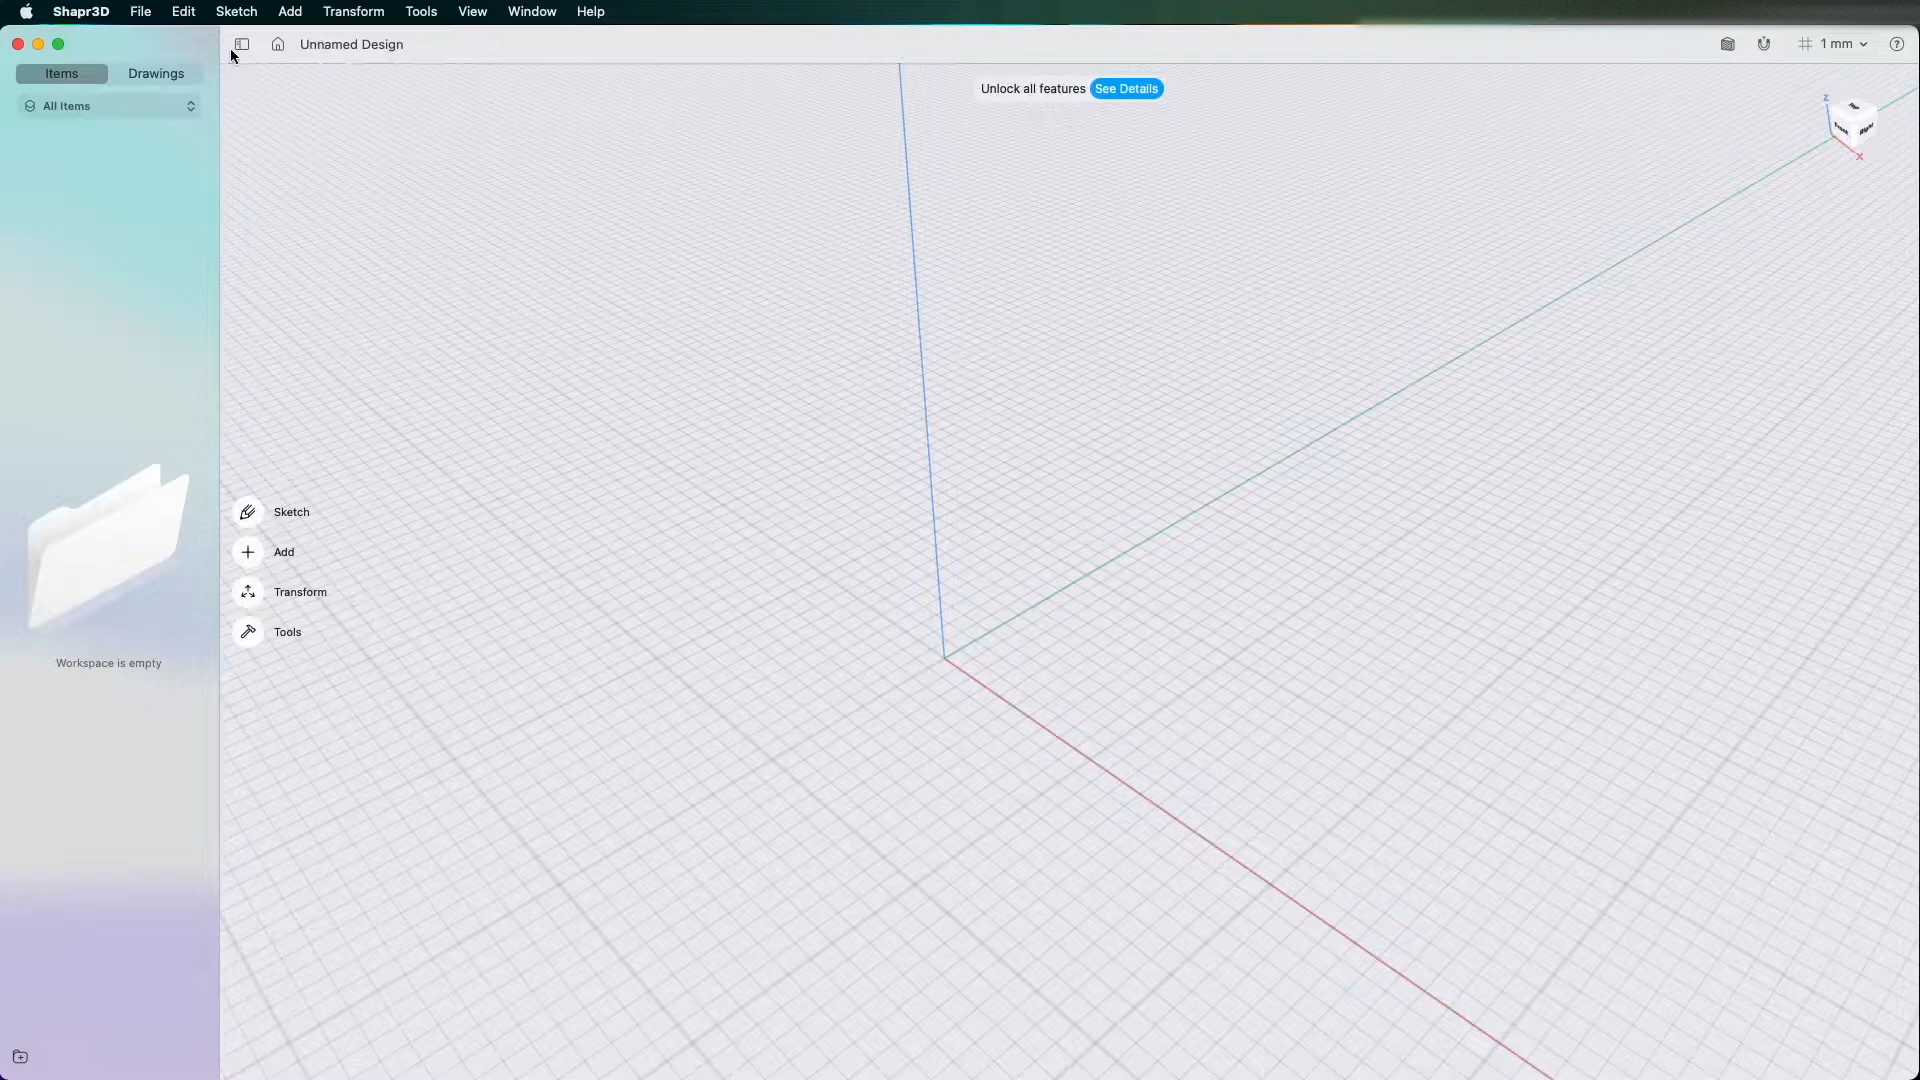 Shapr3D File Edit Sketch Add Transform Tools View Window Help
Unnamed Design
1 mm
Items Drawings
All Items
Unlock all features See Details
Z
Right
X
Sketch
Add
Transform
Tools
Workspace is empty